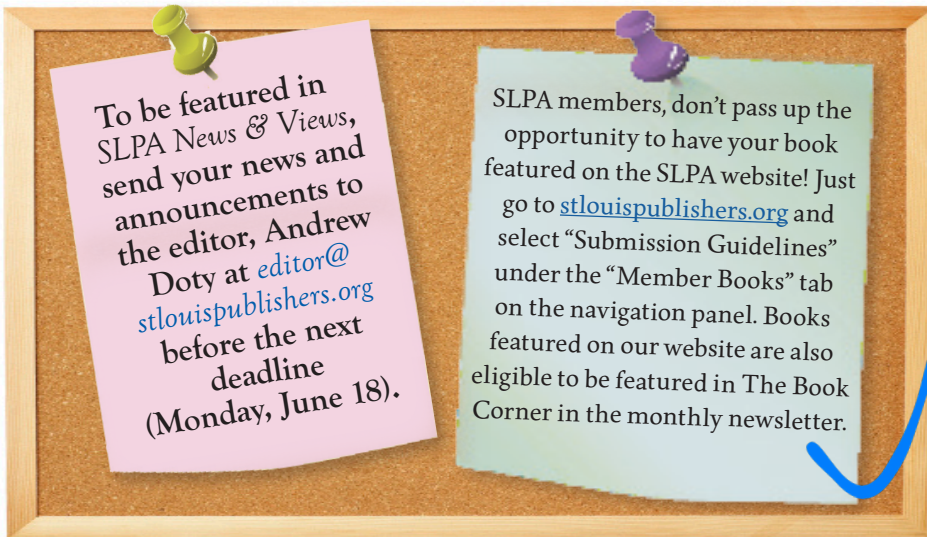 To be featured in
SLPA News & Views,
send your news and
announcements to
the editor, Andrew
Doty at editor@
stlouispublishers.org
before the next
deadline
(Monday, June 18).
SLPA members, don’t pass up the
opportunity to have your book
featured on the SLPA website! Just
go to stlouispublishers.org and
select “Submission Guidelines”
under the “Member Books” tab
on the navigation panel. Books
featured on our website are also
eligible to be featured in The Book
Corner in the monthly newsletter.